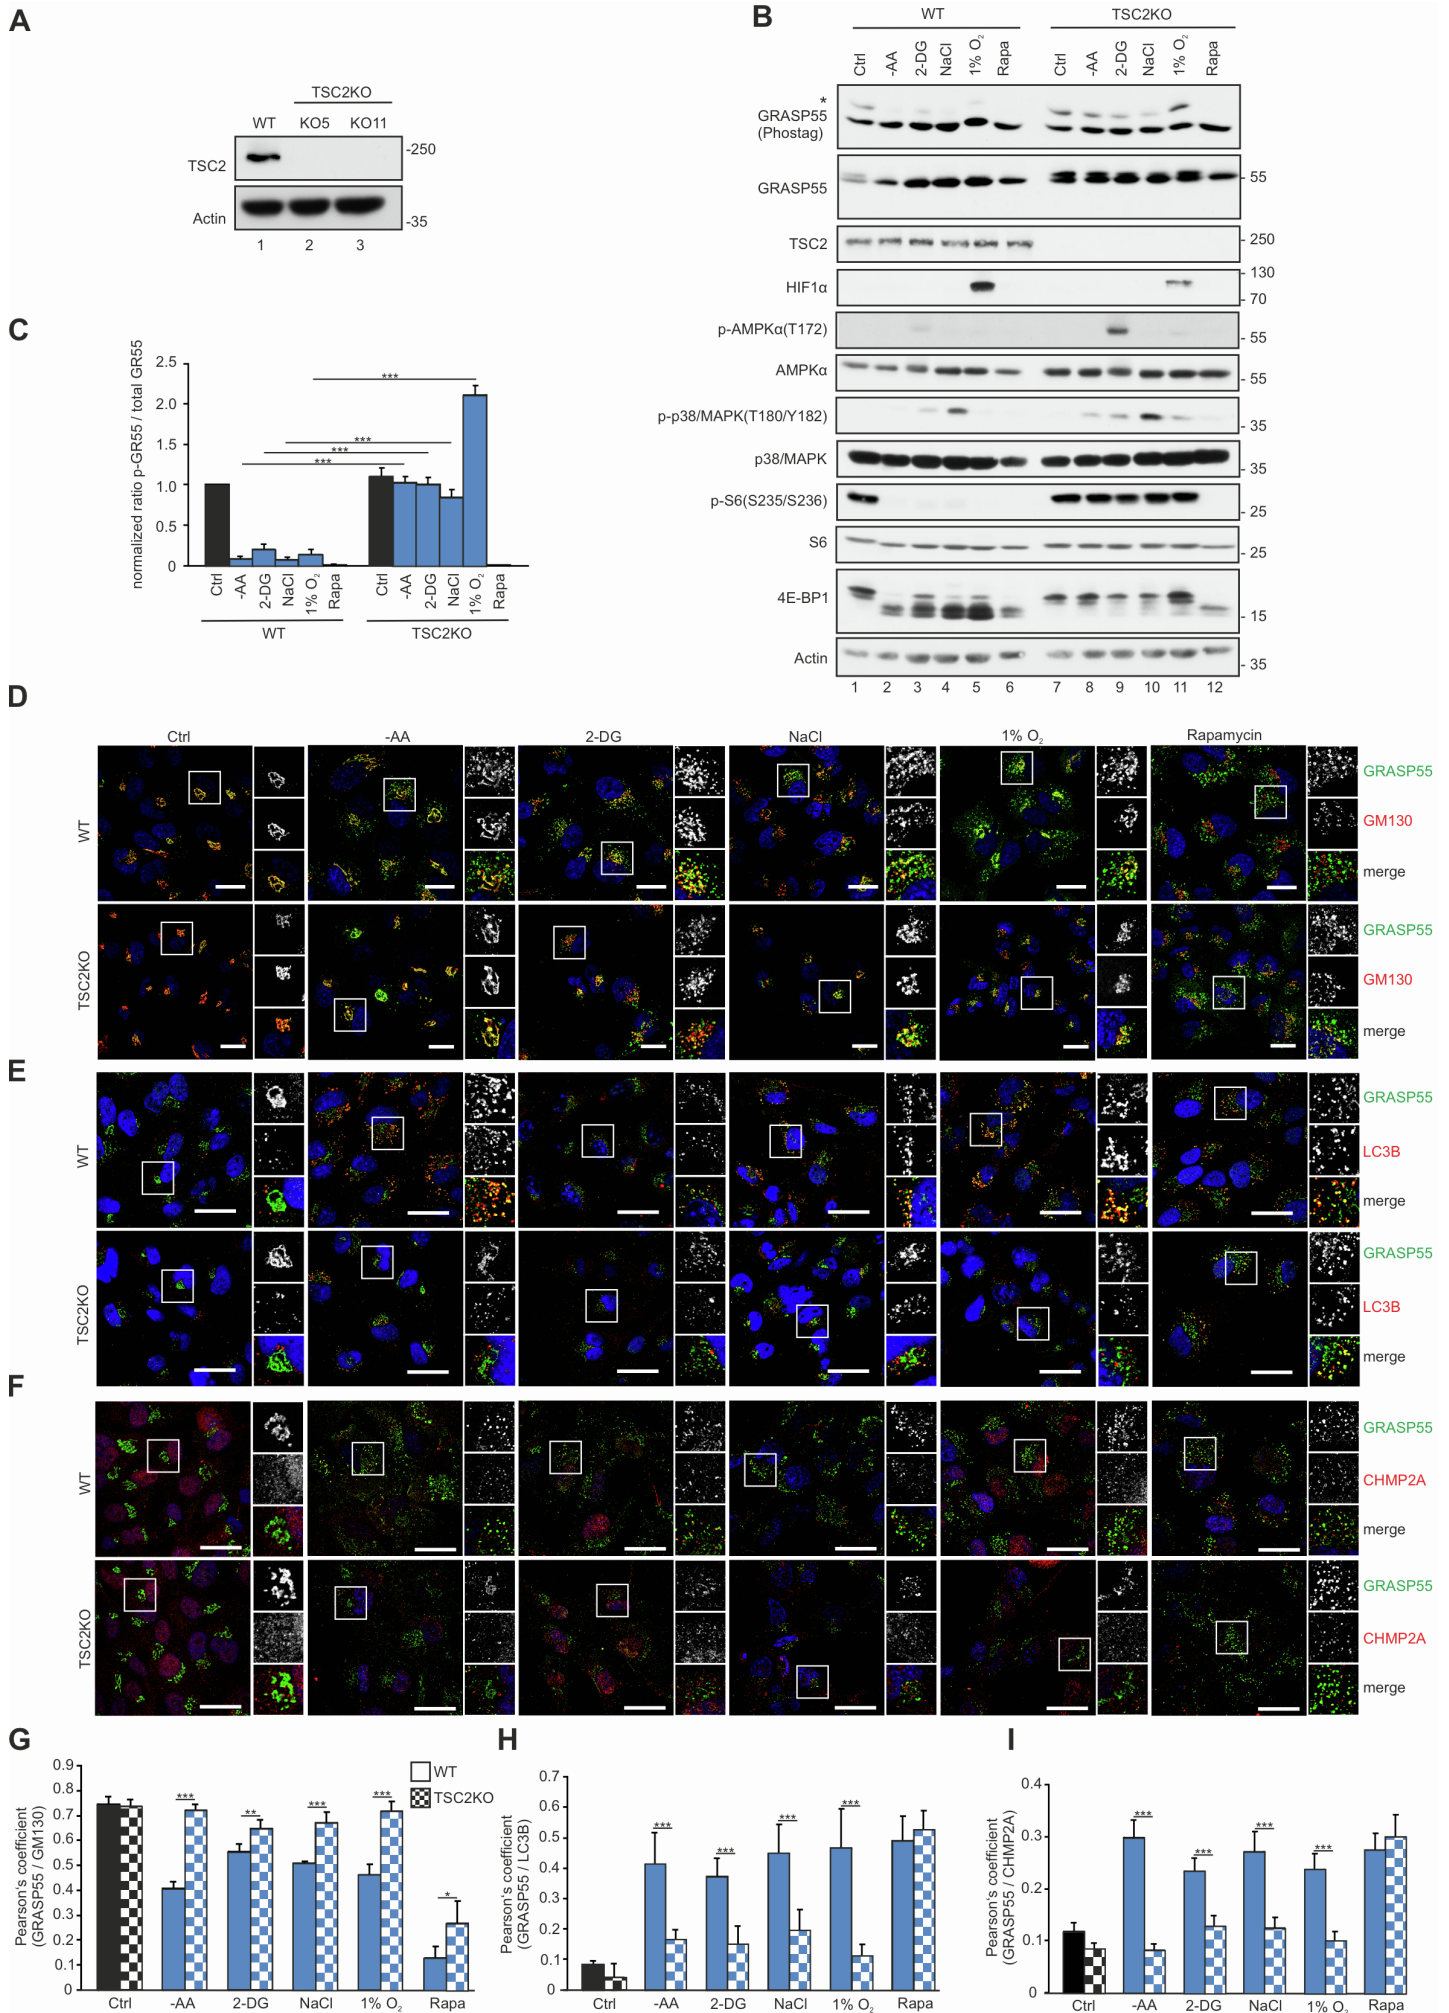 A
TSC2KO
WT KO5 KO11
TSC2
-250
Actin
-35
1 2 3
B
WT TSC2KO
Ctrl -AA 2-DG NaCl 1% O2 Rapa Ctrl -AA 2-DG NaCl 1% O2 Rapa
*
GRASP55
(Phostag)
GRASP55
- 55
TSC2
- 250
HIF1α
- 130
- 70
p-AMPKα(T172)
- 55
AMPKα
- 55
p-p38/MAPK(T180/Y182)
- 35
p38/MAPK
- 35
p-S6(S235/S236)
- 25
S6
- 25
4E-BP1
- 15
Actin
- 35
1 2 3 4 5 6 7 8 9 10 11 12
C
normalized ratio p-GR55 / total GR55
2.5
2.0
1.5
1.0
0.5
0
***
***
***
***
Ctrl -AA 2-DG NaCl 1% O2 Rapa Ctrl -AA 2-DG NaCl 1% O2 Rapa
WT TSC2KO
D
Ctrl -AA 2-DG NaCl 1% O2 Rapamycin
WT
GRASP55
GM130
merge
TSC2KO
GRASP55
GM130
merge
E
WT
GRASP55
LC3B
merge
TSC2KO
GRASP55
LC3B
merge
F
WT
GRASP55
CHMP2A
merge
TSC2KO
GRASP55
CHMP2A
merge
G
Pearson's coefficient
(GRASP55 / GM130)
0.9
0.8
0.7
0.6
0.5
0.4
0.3
0.2
0.1
0
*** ** *** *** *
WT
TSC2KO
Ctrl -AA 2-DG NaCl 1% O2 Rapa
H
Pearson's coefficient
(GRASP55 / LC3B)
0.7
0.6
0.5
0.4
0.3
0.2
0.1
0
*** *** *** ***
Ctrl -AA 2-DG NaCl 1% O2 Rapa
I
Pearson's coefficient
(GRASP55 / CHMP2A)
0.4
0.3
0.2
0.1
0
*** *** *** ***
Ctrl -AA 2-DG NaCl 1% O2 Rapa